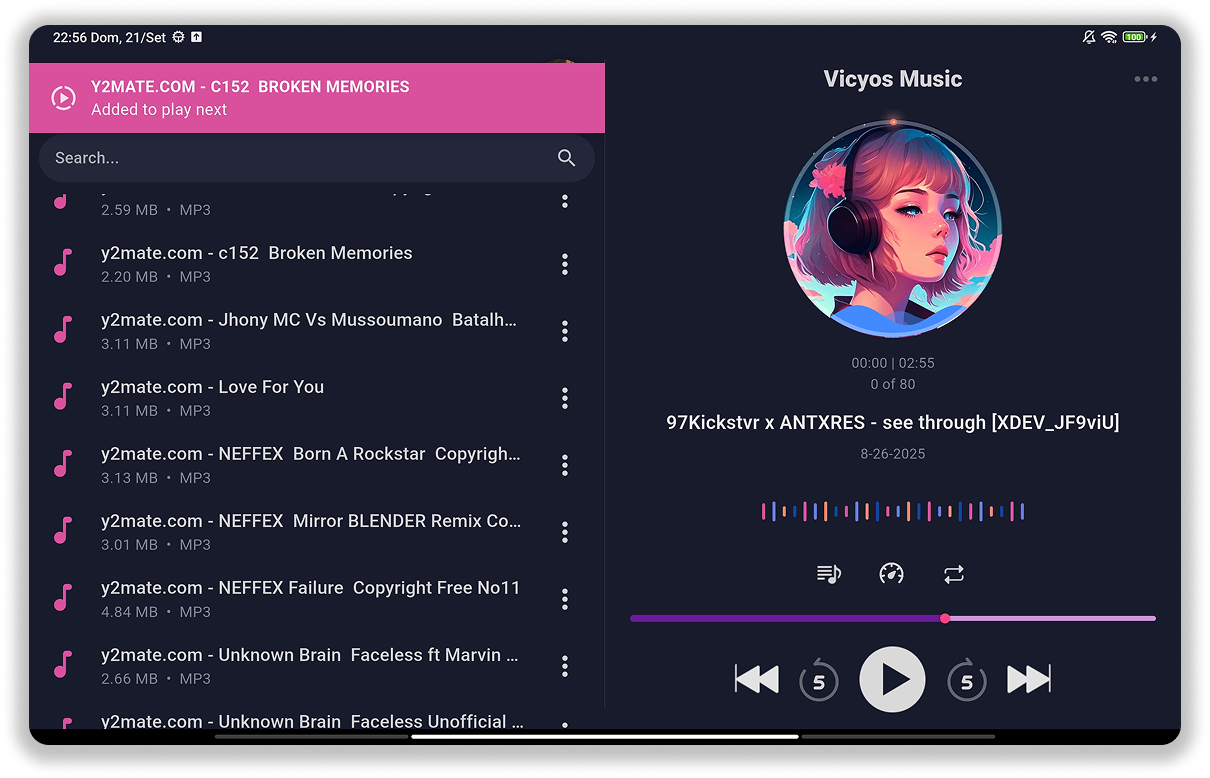 22:56 Dom, 21/Set
100
Y2MATE.COM - C152  BROKEN MEMORIES
Added to play next
Search...
2.59 MB • MP3
y2mate.com - c152  Broken Memories
2.20 MB • MP3
y2mate.com - Jhony MC Vs Mussoumano  Batalh...
3.11 MB • MP3
y2mate.com - Love For You
3.11 MB • MP3
y2mate.com - NEFFEX  Born A Rockstar  Copyrigh...
3.13 MB • MP3
y2mate.com - NEFFEX  Mirror BLENDER Remix Co...
3.01 MB • MP3
y2mate.com - NEFFEX Failure  Copyright Free No11
4.84 MB • MP3
y2mate.com - Unknown Brain  Faceless ft Marvin ...
2.66 MB • MP3
y2mate.com - Unknown Brain  Faceless Unofficial ...
Vicyos Music
00:00 | 02:55
0 of 80
97Kickstvr x ANTXRES - see through [XDEV_JF9viU]
8-26-2025
5
5